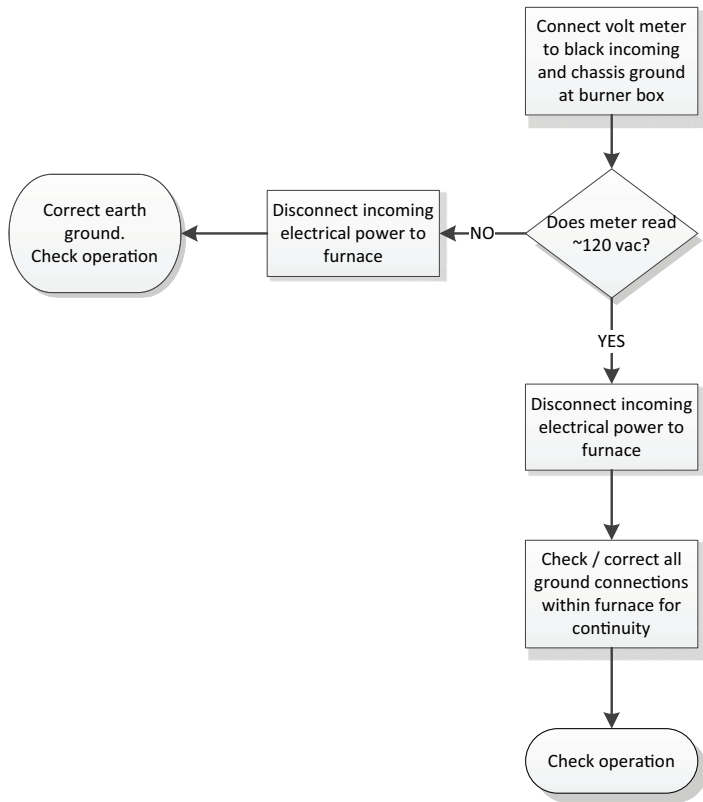 Connect volt meter
to black incoming
and chassis ground
at burner box
Does meter read
~120 vac?
NO
Disconnect incoming
electrical power to
furnace
Correct earth
ground.
Check operation
YES
Disconnect incoming
electrical power to
furnace
Check / correct all
ground connections
within furnace for
continuity
Check operation